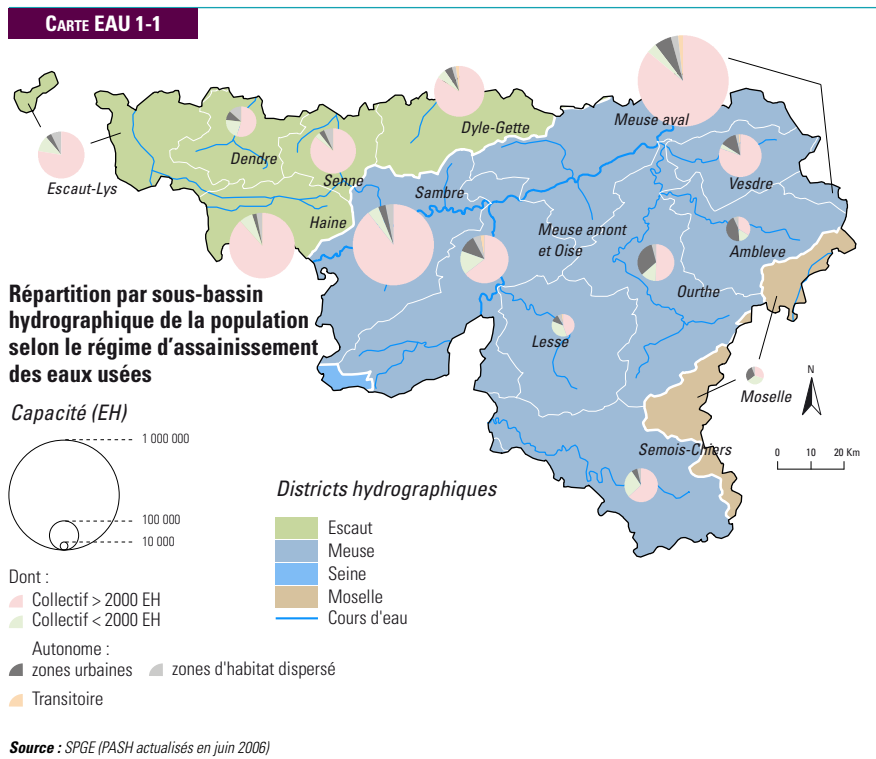 CARTE EAU 1-1
Meuse aval
Dyle-Gette
Dendre
Senne
Escaut-Lys
Sambre
Vesdre
Haine
Meuse amont
et Oise
Ambleve
Ourthe
Répartition par sous-bassin
hydrographique de la population
selon le régime d'assainissement
des eaux usées
Lesse
Moselle
N
Semois-Chiers
0 10 20 Km
Capacité (EH)
1 000 000
100 000
10 000
Dont :
Collectif > 2000 EH
Collectif < 2000 EH
Autonome :
zones urbaines
zones d'habitat dispersé
Transitoire
Districts hydrographiques
Escaut
Meuse
Seine
Moselle
Cours d'eau
Source : SPGE (PASH actualisés en juin 2006)